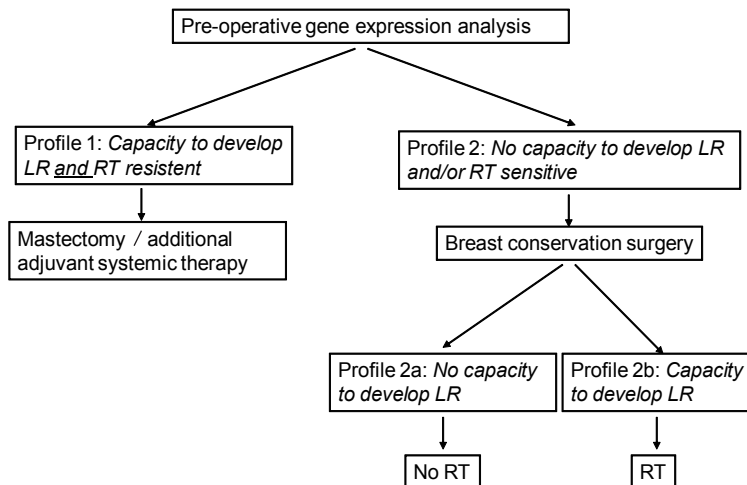 Pre-operative gene expression analysis
Profile 1: Capacity to develop
LR and RT resistent
Profile 2: No capacity to develop LR
and/or RT sensitive
Mastectomy / additional
adjuvant systemic therapy
Breast conservation surgery
Profile 2a: No capacity
to develop LR
Profile 2b: Capacity
to develop LR
No RT
RT